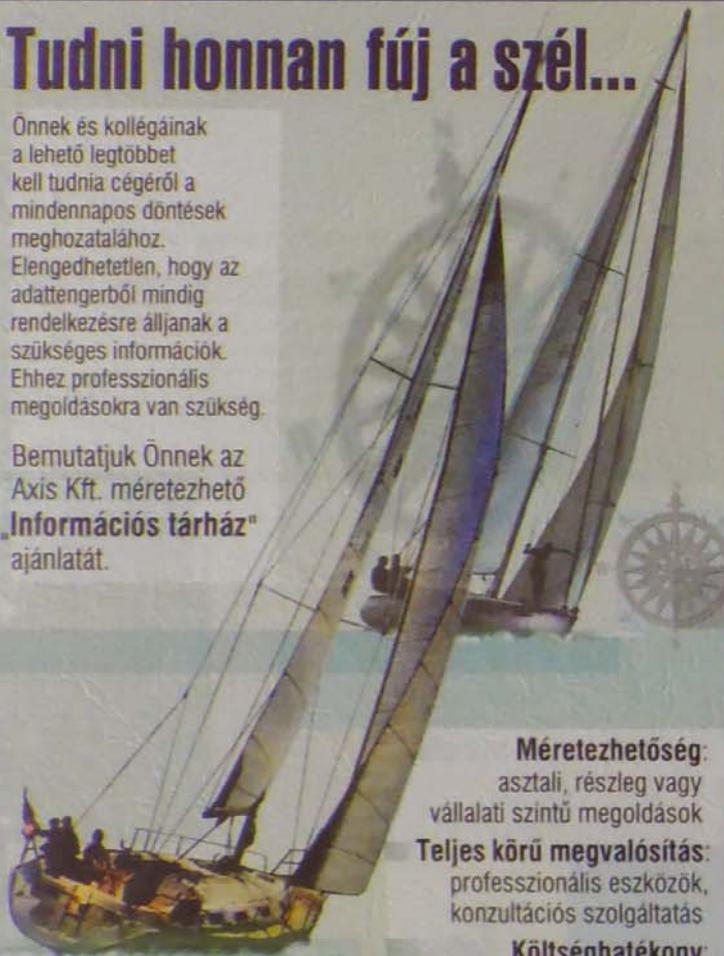 Tudni honnan fúj a szél...
Önnek és kollégáinak
a lehető legtöbbet
kell tudnia cégéről a
mindennapos döntések
meghozatalához.
Elengedhetetlen, hogy az
adattengerből mindig
rendelkezésre álljanak a
szükséges információk.
Ehhez professzionális
megoldásokra van szükség.
Bemutatjuk Önnek az
Axis Kft. méretezhető
„Információs tárház"
ajánlatát.
Méretezhetőség:
asztali, részleg vagy
vállalati szintű megoldások
Teljes körű megvalósítás:
professzionális eszközök,
konzultációs szolgáltatás
Költséghatékony: